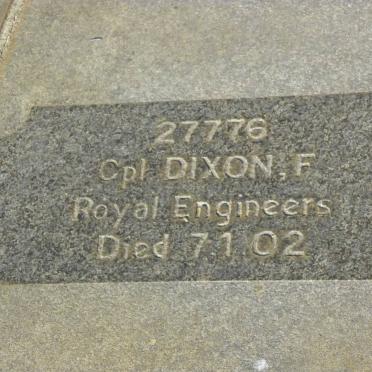 27776
Cpl DIXON, F
Royal Engineers
Died 7.1.02